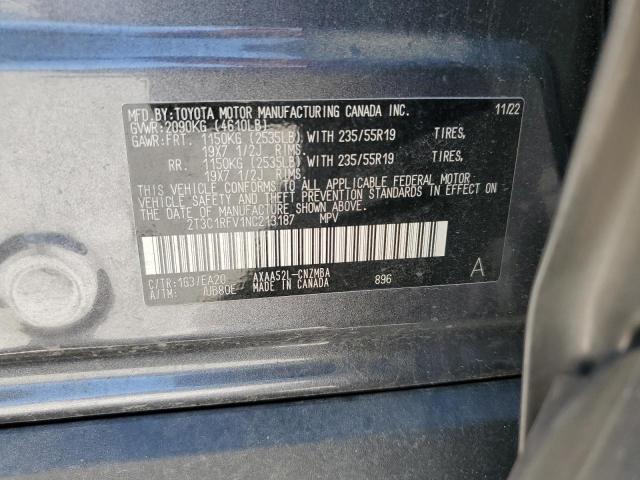 MFD.BY:TOYOTA MOTOR MANUFACTURING CANADA INC. 11/22
GVWR:2090KG (4610LB)
GAWR:FRT. 1150KG (2535LB) WITH 235/55R19 TIRES,
19X7 1/2J RIMS,
RR. 1150KG (2535LB) WITH 235/55R19 TIRES,
19X7 1/2J RIMS.
THIS VEHICLE CONFORMS TO ALL APPLICABLE FEDERAL MOTOR
VEHICLE SAFETY AND THEFT PREVENTION STANDARDS IN EFFECT ON
THE DATE OF MANUFACTURE SHOWN ABOVE.
2T3C1RFV1NC213187 MPV
C/TR:1G3/EA20 AXAA52L-CNZMBA 896 A
A/TM: /UB80E MADE IN CANADA